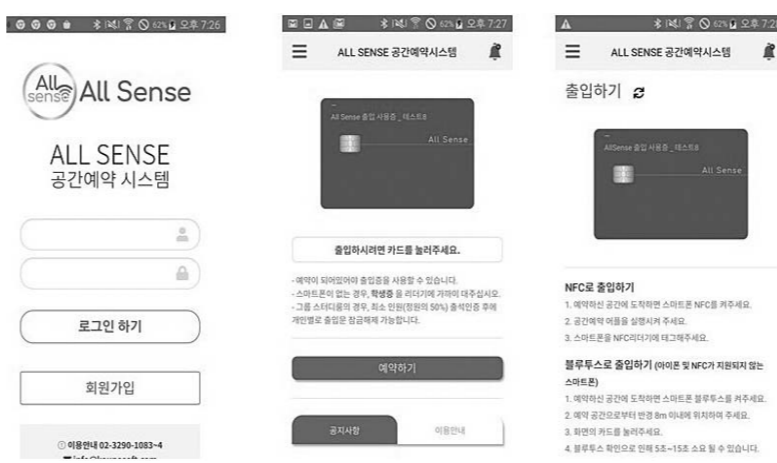 62% 오후 7:26
All
sense
All Sense
ALL SENSE
공간예약 시스템
로그인 하기
회원가입
이용안내 02-3290-1083~4
62% 오후 7:27
ALL SENSE 공간예약시스템
All Sense 출입 사용증 _ 테스트8
All Sense
출입하시려면 카드를 눌러주세요.
- 예약이 되어있어야 출입증을 사용할 수 있습니다.
- 스마트폰이 없는 경우, 학생증 을 리더기에 가까이 대주십시오.
- 그룹 스터디룸의 경우, 최소 인원(정원의 50%) 출석인증 후에
개인별로 출입문 잠금해제 가능합니다.
예약하기
공지사항
이용안내
62% 오후 7:2
ALL SENSE 공간예약시스템
출입하기
AllSense 출입 사용증 _ 테스트8
All Sense
NFC로 출입하기
1. 예약하신 공간에 도착하면 스마트폰 NFC를 켜주세요.
2. 공간예약 어플을 실행시켜 주세요.
3. 스마트폰을 NFC리더기에 태그해주세요.
블루투스로 출입하기 (아이폰 및 NFC가 지원되지 않는
스마트폰)
1. 예약하신 공간에 도착하면 스마트폰 블루투스를 켜주세요.
2. 예약 공간으로부터 반경 8m 이내에 위치하여 주세요.
3. 화면의 카드를 눌러주세요.
4. 블루투스 확인으로 인해 5초~15초 소요 될 수 있습니다.